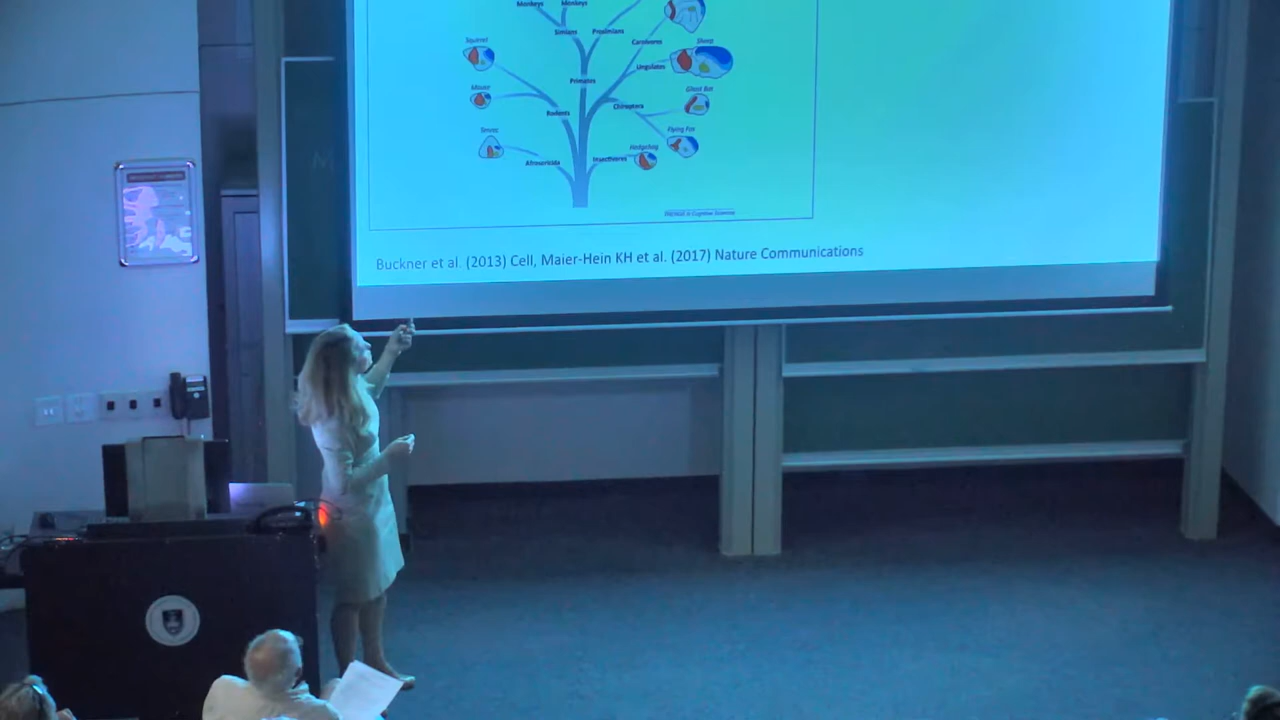 Monkeys Monkeys
Simians Prosimians
Squirrel
Carnivores
Sheep
Ungulates
Primates
Mouse
Ghost Bat
Chiroptera
Rodents
Flying Fox
Tenrec
Hedgehog
Afrosoricida
Insectivores
Buckner et al. (2013) Cell, Maier-Hein KH et al. (2017) Nature Communications